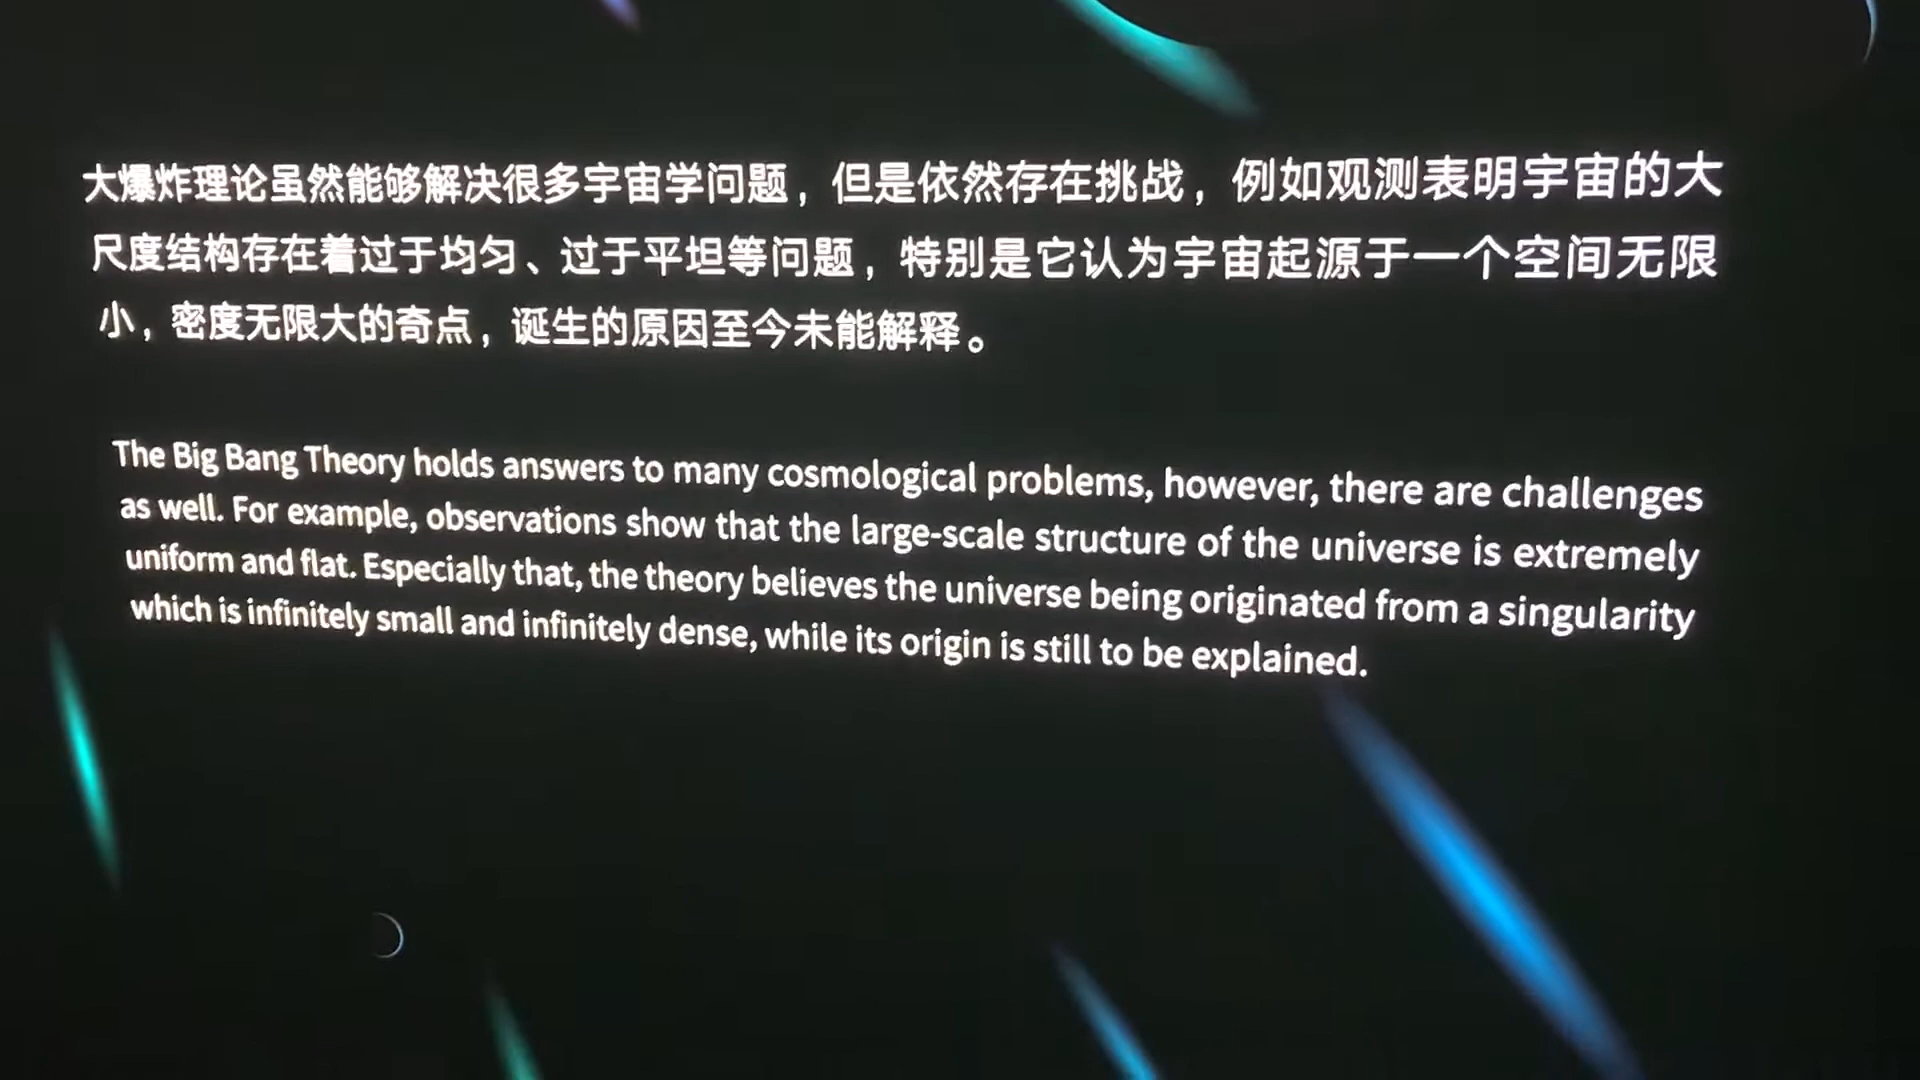 大爆炸理论虽然能够解决很多宇宙学问题，但是依然存在挑战，例如观测表明宇宙的大
尺度结构存在着过于均匀、过于平坦等问题，特别是它认为宇宙起源于一个空间无限
小，密度无限大的奇点，诞生的原因至今未能解释。
The Big Bang Theory holds answers to many cosmological problems, however, there are challenges
as well. For example, observations show that the large-scale structure of the universe is extremely
uniform and flat. Especially that, the theory believes the universe being originated from a singularity
which is infinitely small and infinitely dense, while its origin is still to be explained.